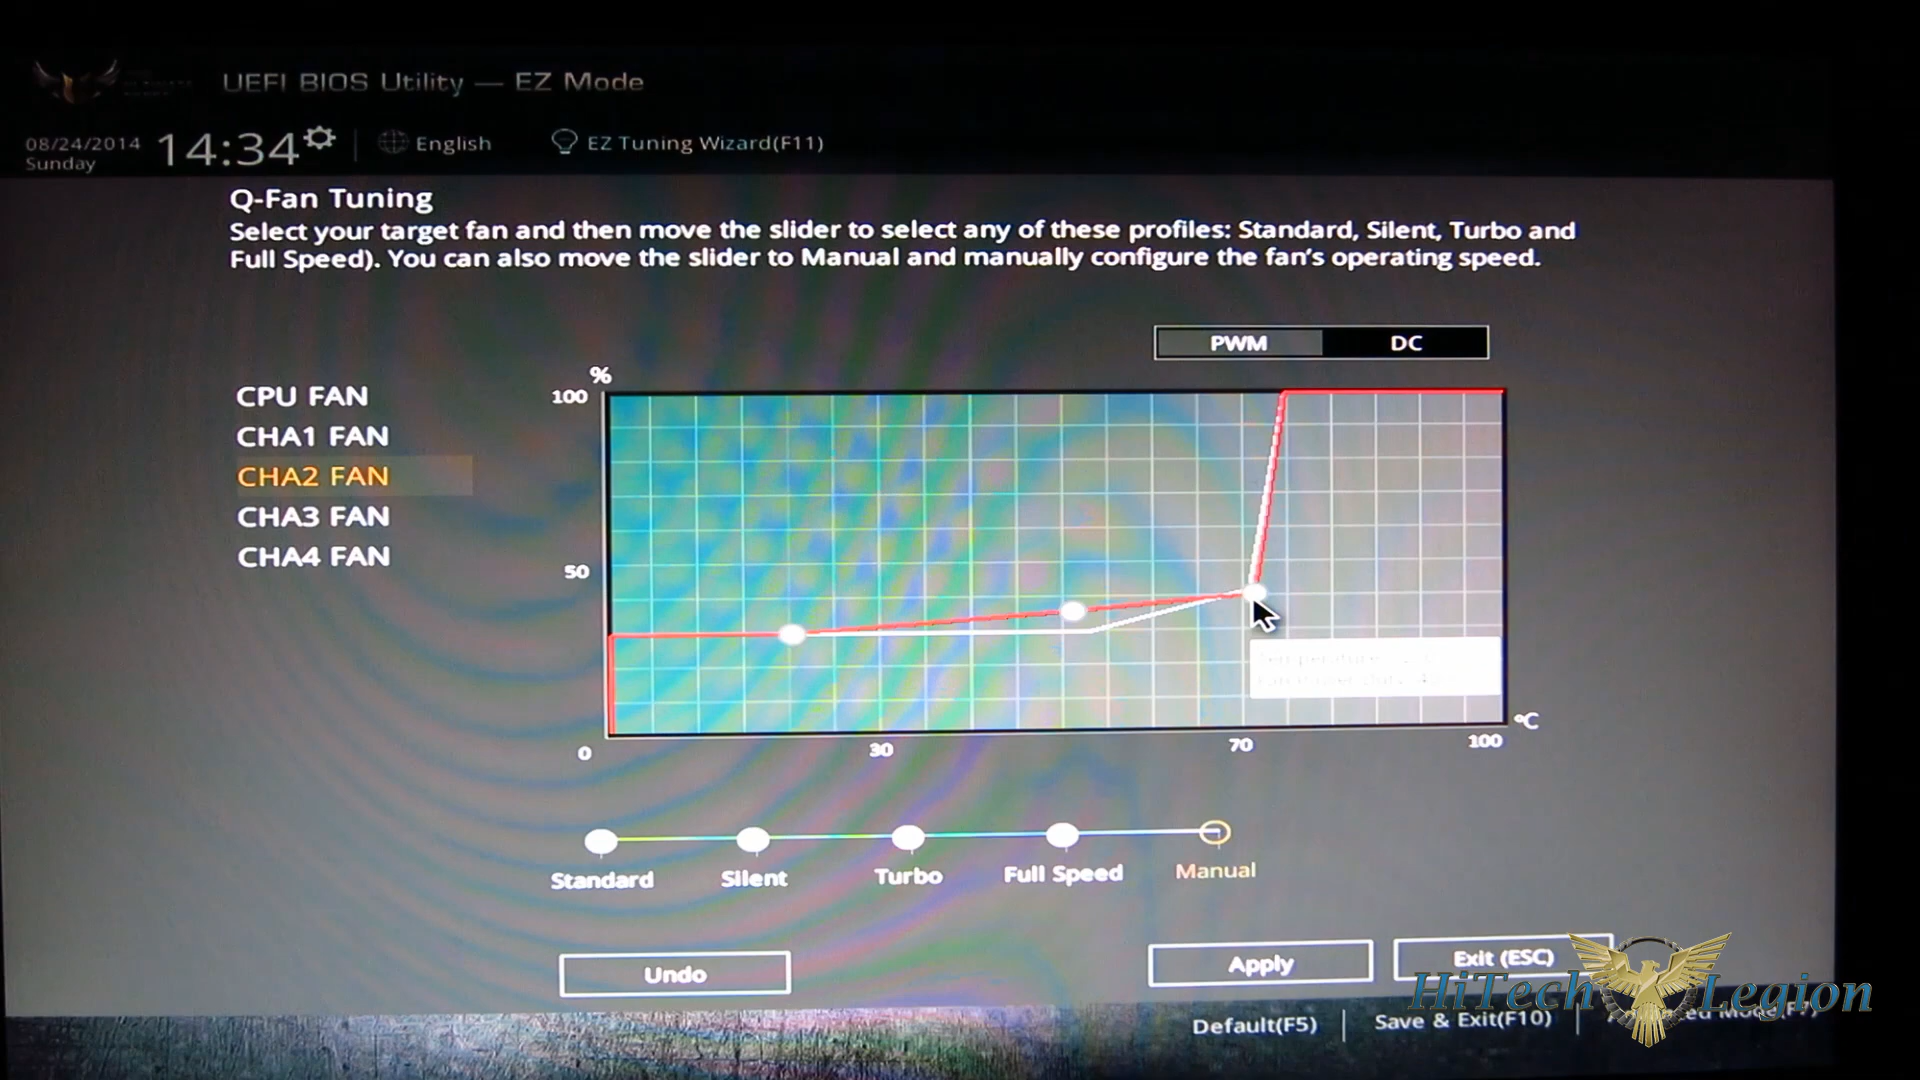 UEFI BIOS Utility — EZ Mode
08/24/2014
Sunday
14:34
English
EZ Tuning Wizard(F11)
Q-Fan Tuning
Select your target fan and then move the slider to select any of these profiles: Standard, Silent, Turbo and
Full Speed). You can also move the slider to Manual and manually configure the fan's operating speed.
PWM
DC
CPU FAN
CHA1 FAN
CHA2 FAN
CHA3 FAN
CHA4 FAN
%
100
50
0
30
70
100
°C
Standard
Silent
Turbo
Full Speed
Manual
Undo
Apply
Exit (ESC)
Default(F5)
Save & Exit(F10)
HiTech Legion